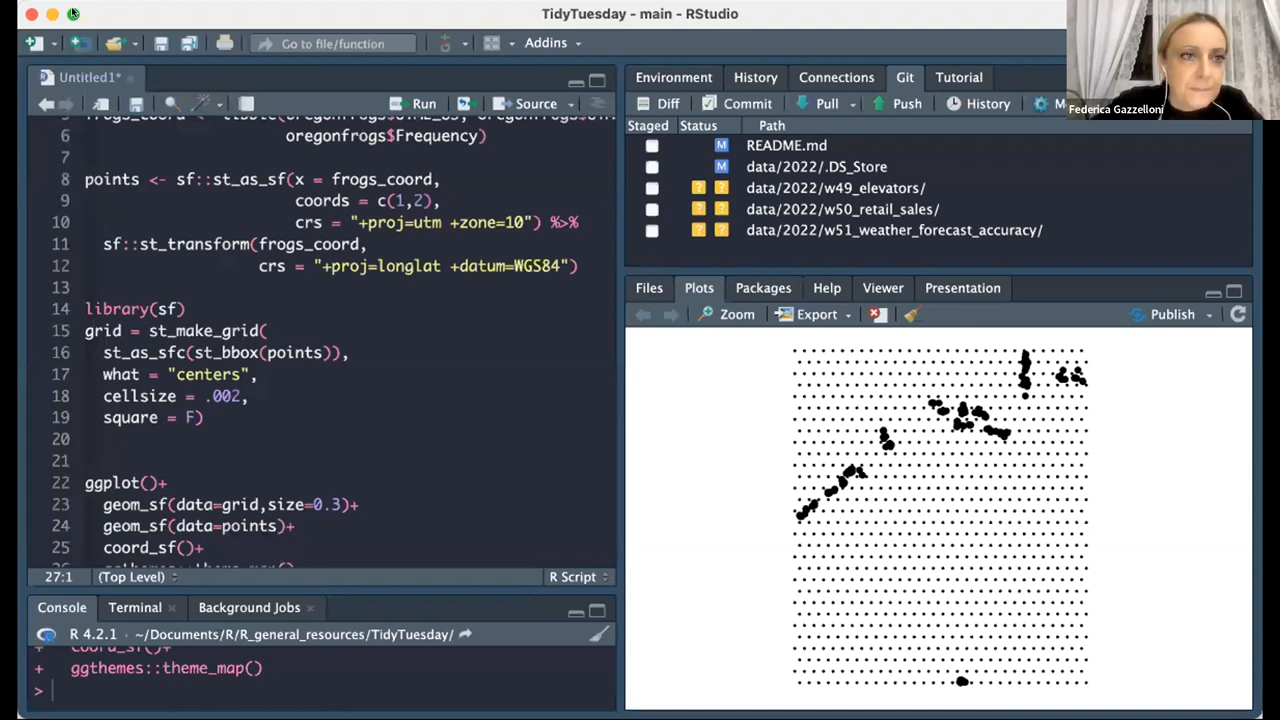 TidyTuesday - main - RStudio
Go to file/function
Addins
Untitled1*
Run
Source
6 oregonfrogs$Frequency)
7
8 points <- sf::st_as_sf(x = frogs_coord,
9 coords = c(1,2),
10 crs = "+proj=utm +zone=10") %>%
11 sf::st_transform(frogs_coord,
12 crs = "+proj=longlat +datum=WGS84")
13
14 library(sf)
15 grid = st_make_grid(
16 st_as_sfc(st_bbox(points)),
17 what = "centers",
18 cellsize = .002,
19 square = F)
20
21
22 ggplot()+
23 geom_sf(data=grid,size=0.3)+
24 geom_sf(data=points)+
25 coord_sf()+
27:1 (Top Level) R Script
Console Terminal Background Jobs
R 4.2.1 · ~/Documents/R/R_general_resources/TidyTuesday/
+ coord_sf()+
+ ggthemes::theme_map()
>
Environment History Connections Git Tutorial
Diff Commit Pull Push History
Staged Status Path
M README.md
M data/2022/.DS_Store
? ? data/2022/w49_elevators/
? ? data/2022/w50_retail_sales/
? ? data/2022/w51_weather_forecast_accuracy/
Files Plots Packages Help Viewer Presentation
Zoom Export Publish
Federica Gazzelloni